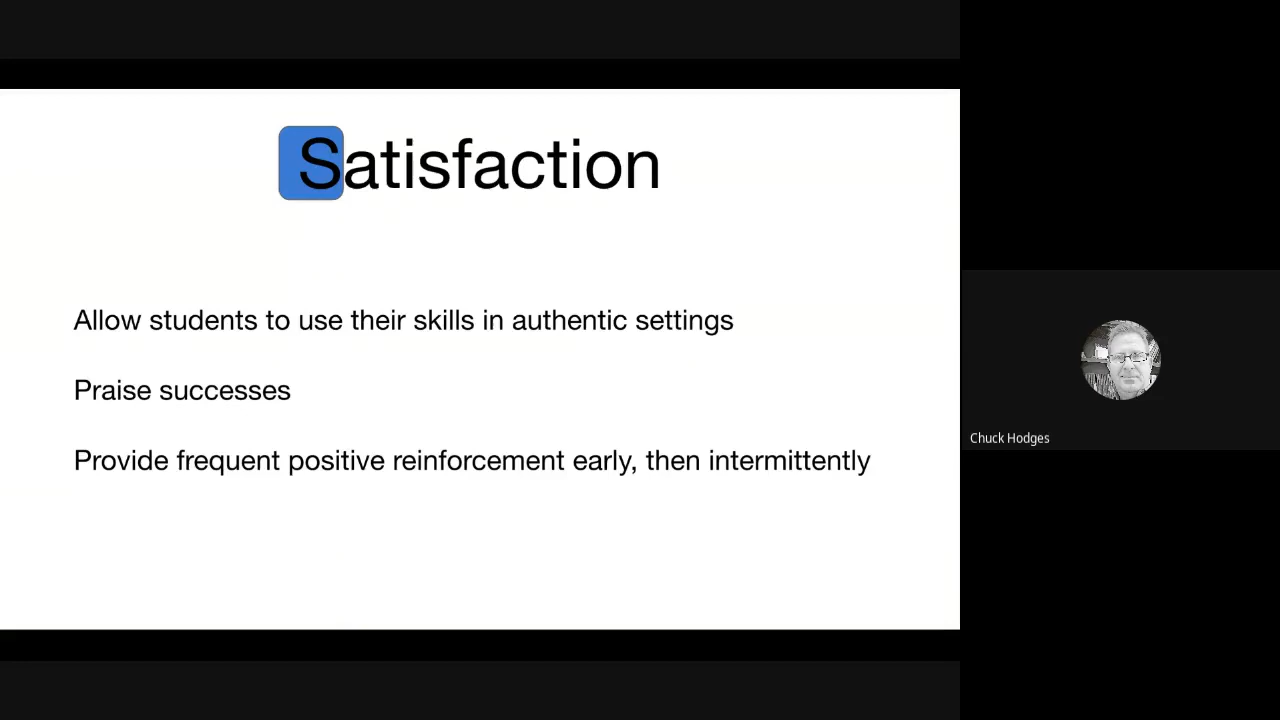 Satisfaction
Allow students to use their skills in authentic settings
Praise successes
Provide frequent positive reinforcement early, then intermittently
Chuck Hodges